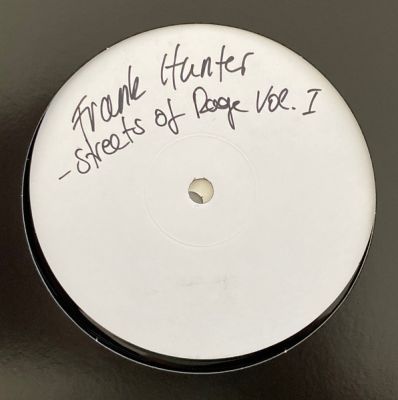 Frank Hunter
- Streets of Rage Vol. I